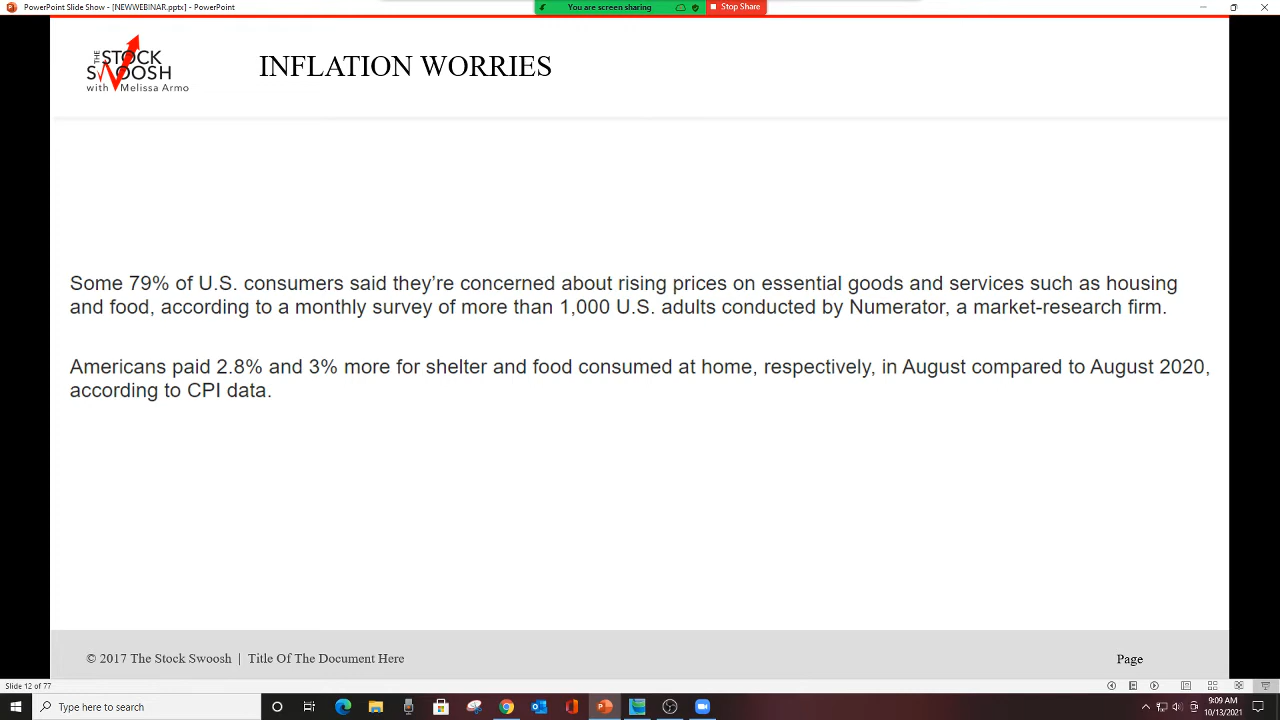 PowerPoint Slide Show - [NEWWEBINAR.pptx] - PowerPoint
You are screen sharing
Stop Share
THE STOCK
SWOOSH
with Melissa Armo
INFLATION WORRIES
Some 79% of U.S. consumers said they’re concerned about rising prices on essential goods and services such as housing
and food, according to a monthly survey of more than 1,000 U.S. adults conducted by Numerator, a market-research firm.
Americans paid 2.8% and 3% more for shelter and food consumed at home, respectively, in August compared to August 2020,
according to CPI data.
© 2017 The Stock Swoosh | Title Of The Document Here
Page
Slide 12 of 77
Type here to search
9:09 AM
10/13/2021